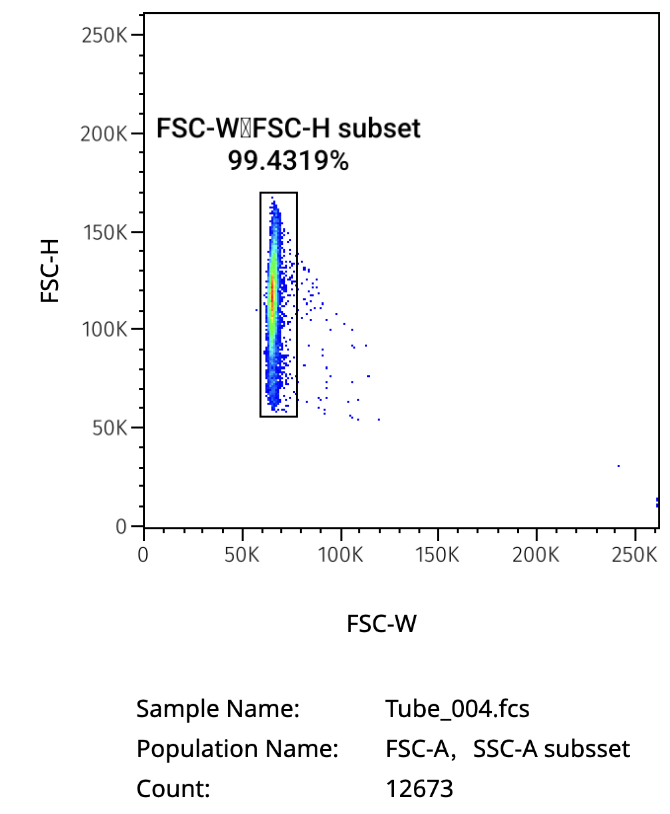 250K
200K
FSC-W▯FSC-H subset
99.4319%
150K
100K
50K
0
FSC-H
0 50K 100K 150K 200K 250K
FSC-W
Sample Name: Tube_004.fcs
Population Name: FSC-A，SSC-A subsset
Count: 12673